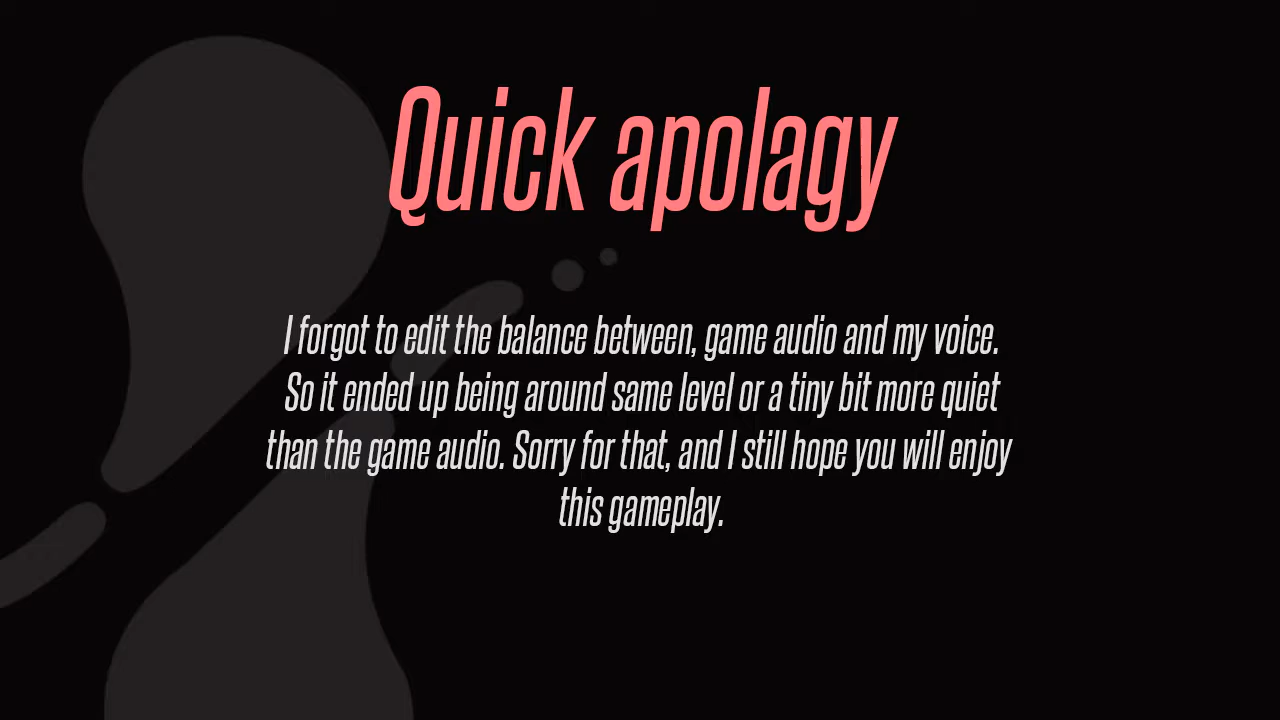 Quick apolagy
I forgot to edit the balance between, game audio and my voice.
So it ended up being around same level or a tiny bit more quiet
than the game audio. Sorry for that, and I still hope you will enjoy
this gameplay.